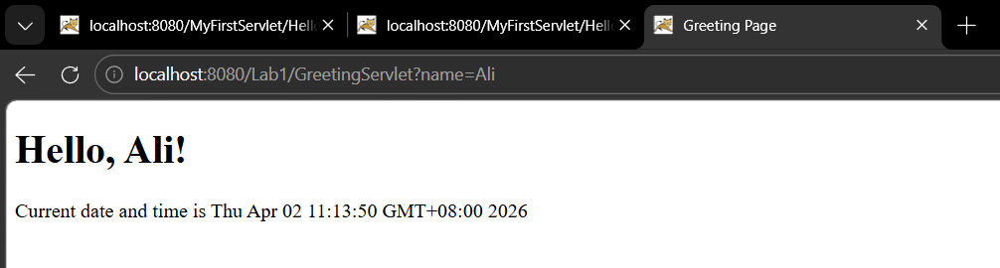 localhost:8080/MyFirstServlet/Hell
localhost:8080/MyFirstServlet/Hell
Greeting Page
localhost:8080/Lab1/GreetingServlet?name=Ali
Hello, Ali!
Current date and time is Thu Apr 02 11:13:50 GMT+08:00 2026